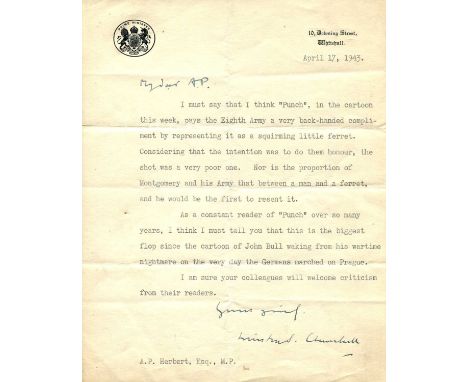 PRIME MINISTER
10, Downing Street,
Whitehall.
April 17, 1943.
My dear A.P.
I must say that I think "Punch", in the cartoon
this week, pays the Eighth Army a very back-handed compli-
ment by representing it as a squirming little ferret.
Considering that the intention was to do them honour, the
shot was a very poor one. Nor is the proportion of
Montgomery and his Army that between a man and a ferret,
and he would be the first to resent it.
As a constant reader of "Punch" over so many
years, I think I must tell you that this is the biggest
flop since the cartoon of John Bull waking from his wartime
nightmare on the very day the Germans marched on Prague.
I am sure your colleagues will welcome criticism
from their readers.
Yours sincy.
Winston S. Churchill
A.P. Herbert, Esq., M.P.